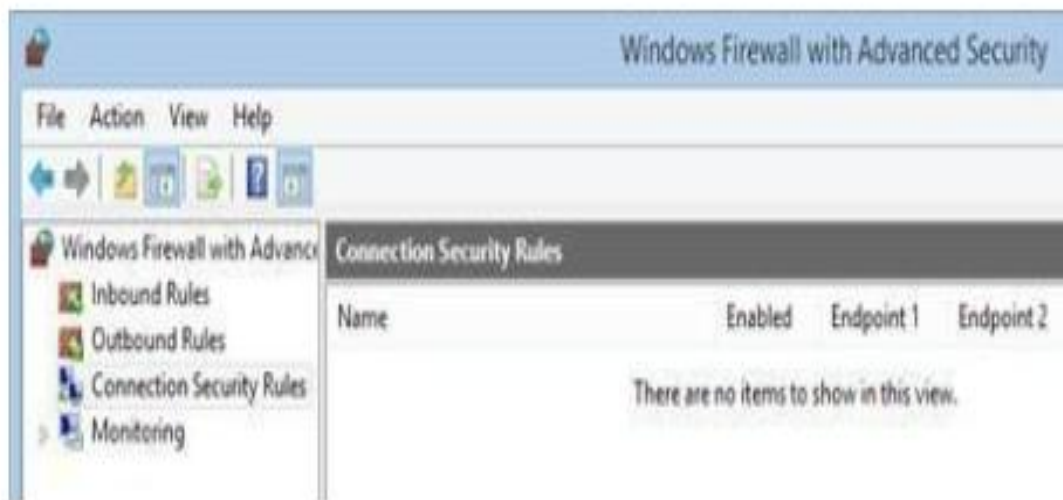 Windows Firewall with Advanced Security
File Action View Help
Windows Firewall with Advance
Inbound Rules
Outbound Rules
Connection Security Rules
Monitoring
Connection Security Rules
Name Enabled Endpoint 1 Endpoint 2
There are no items to show in this view.